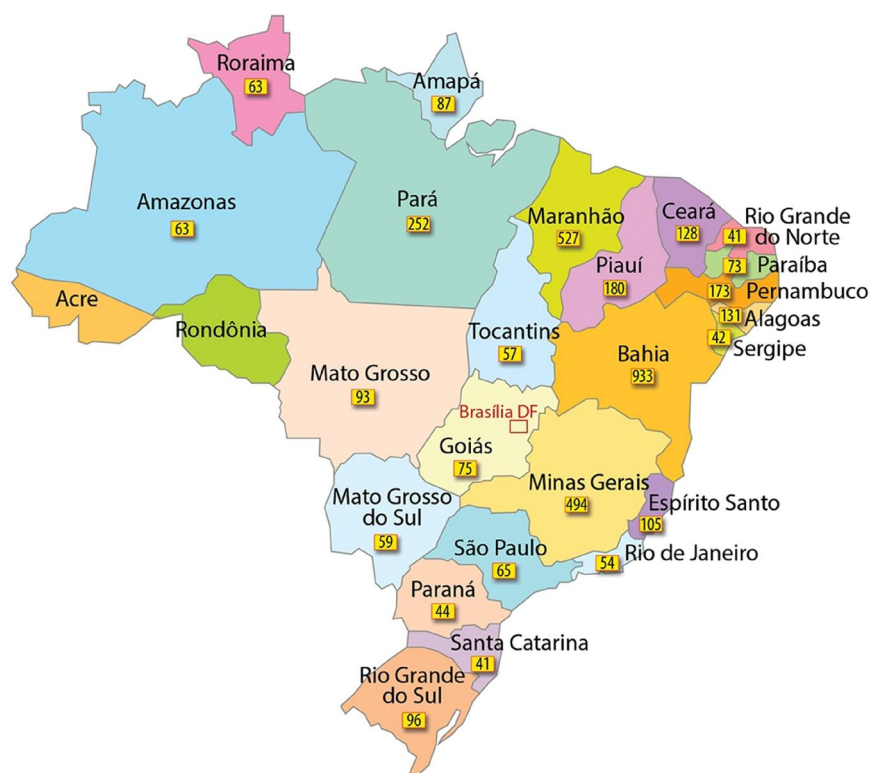 Roraima
63
Amapá
87
Amazonas
63
Pará
252
Maranhão
527
Ceará
128
Rio Grande
do Norte
41
Piauí
180
Paraíba
73
Pernambuco
173
Acre
Rondônia
Tocantins
57
Alagoas
131
Sergipe
42
Bahia
933
Mato Grosso
93
Brasília DF
Goiás
75
Minas Gerais
494
Espírito Santo
105
Mato Grosso
do Sul
59
São Paulo
65
Rio de Janeiro
54
Paraná
44
Santa Catarina
41
Rio Grande
do Sul
96